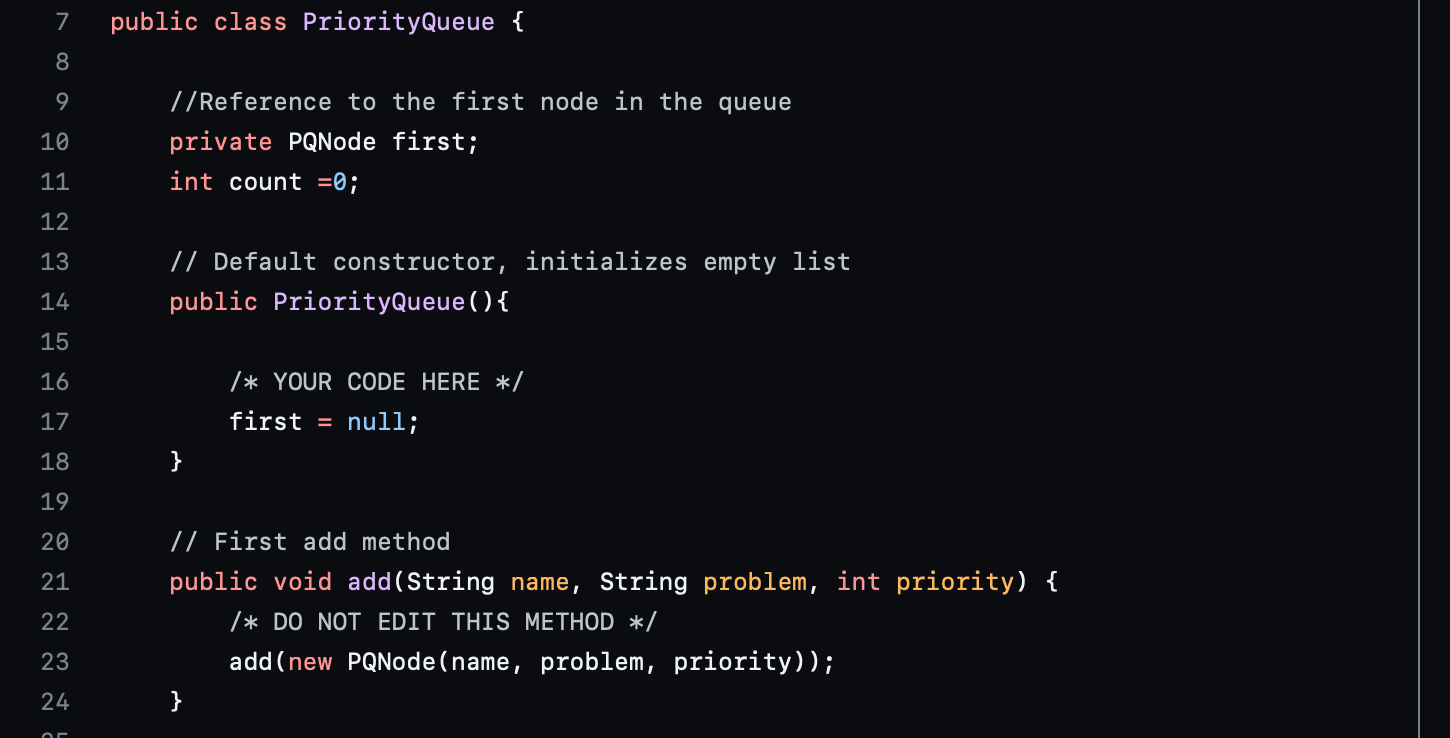 7 public class PriorityQueue {
8
9 //Reference to the first node in the queue
10 private PQNode first;
11 int count =0;
12
13 // Default constructor, initializes empty list
14 public PriorityQueue(){
15
16 /* YOUR CODE HERE */
17 first = null;
18 }
19
20 // First add method
21 public void add(String name, String problem, int priority) {
22 /* DO NOT EDIT THIS METHOD */
23 add(new PQNode(name, problem, priority));
24 }